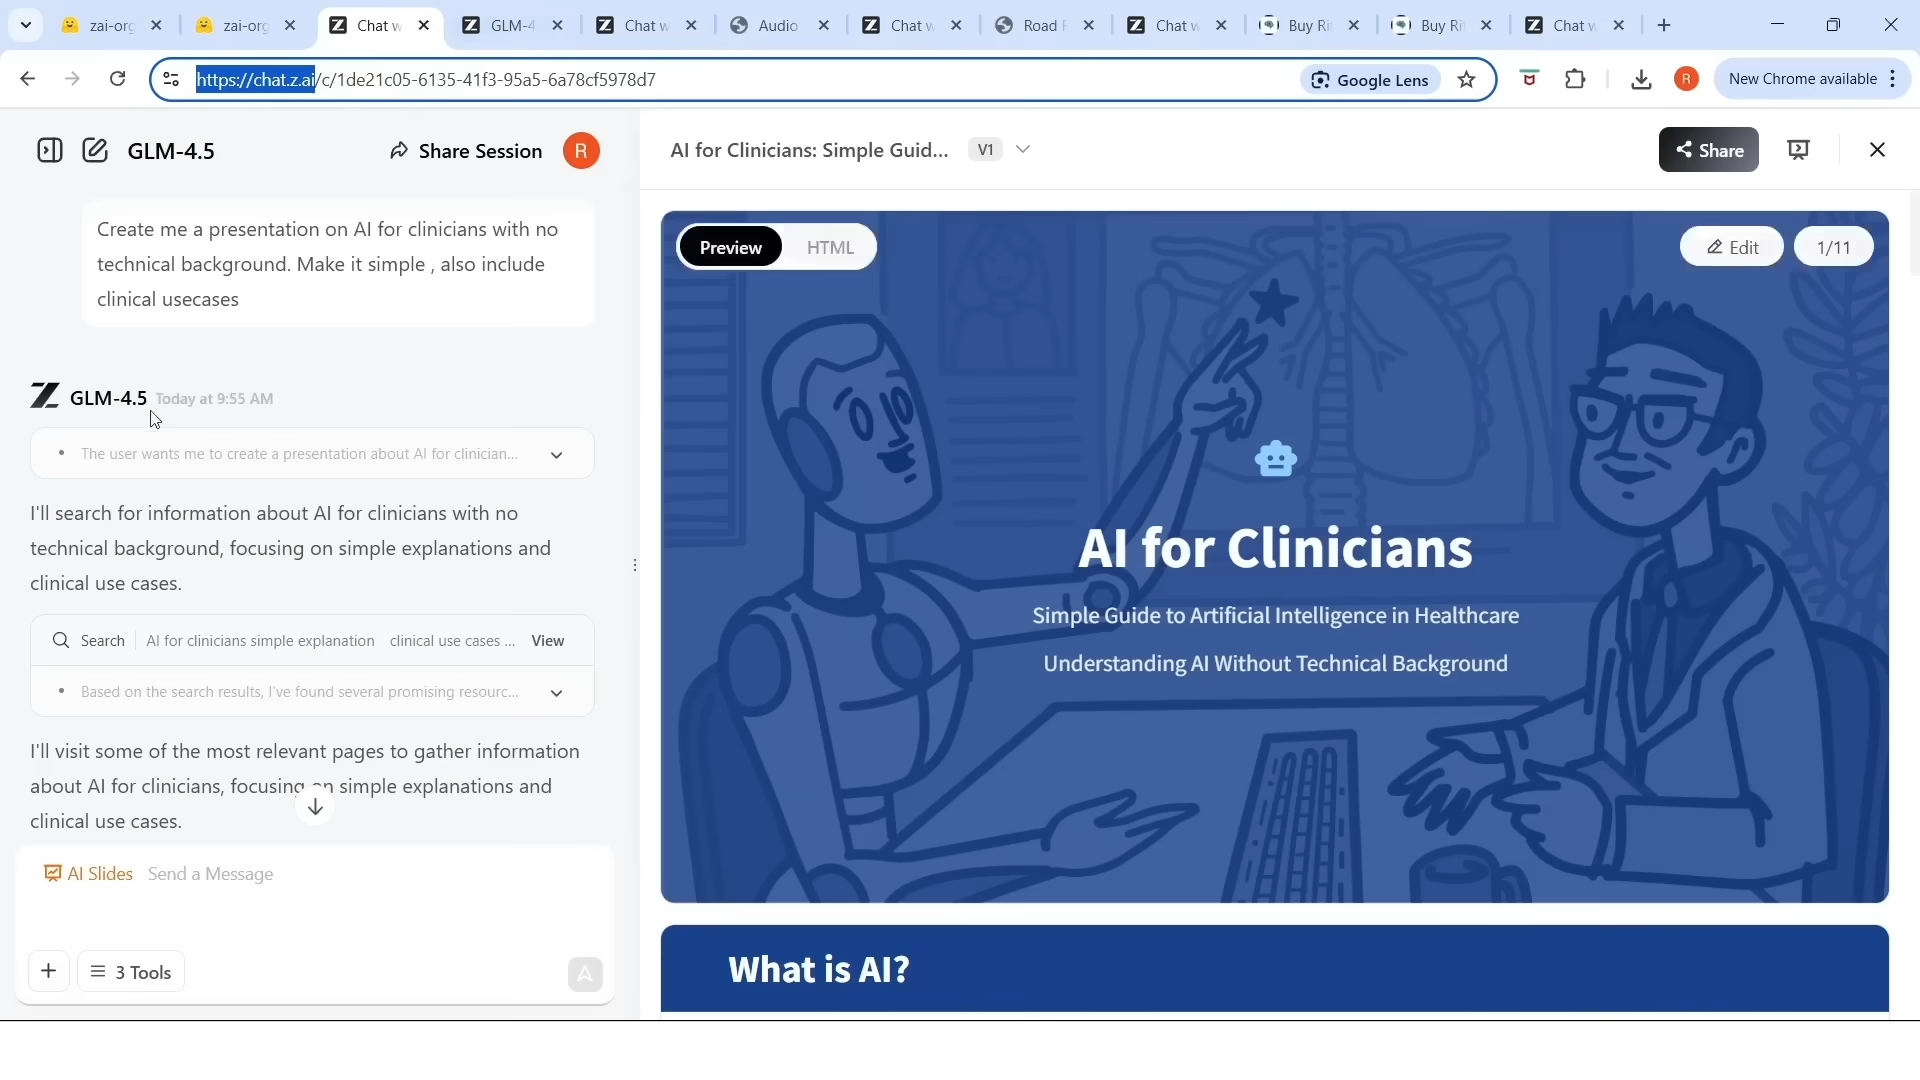 zai-org
zai-org
Chat w
GLM-4
Chat w
Audio
Chat w
Road F
Chat w
Buy Ri
Buy Ri
Chat w
https://chat.z.ai/c/1de21c05-6135-41f3-95a5-6a78cf5978d7
Google Lens
R
New Chrome available
GLM-4.5
Share Session
R
Create me a presentation on AI for clinicians with no
technical background. Make it simple , also include
clinical usecases
GLM-4.5 Today at 9:55 AM
The user wants me to create a presentation about AI for clinician...
I'll search for information about AI for clinicians with no
technical background, focusing on simple explanations and
clinical use cases.
Search AI for clinicians simple explanation clinical use cases ... View
Based on the search results, I've found several promising resourc...
I'll visit some of the most relevant pages to gather information
about AI for clinicians, focusing on simple explanations and
clinical use cases.
AI Slides Send a Message
3 Tools
AI for Clinicians: Simple Guid... V1
Share
Preview HTML
Edit
1/11
AI for Clinicians
Simple Guide to Artificial Intelligence in Healthcare
Understanding AI Without Technical Background
What is AI?